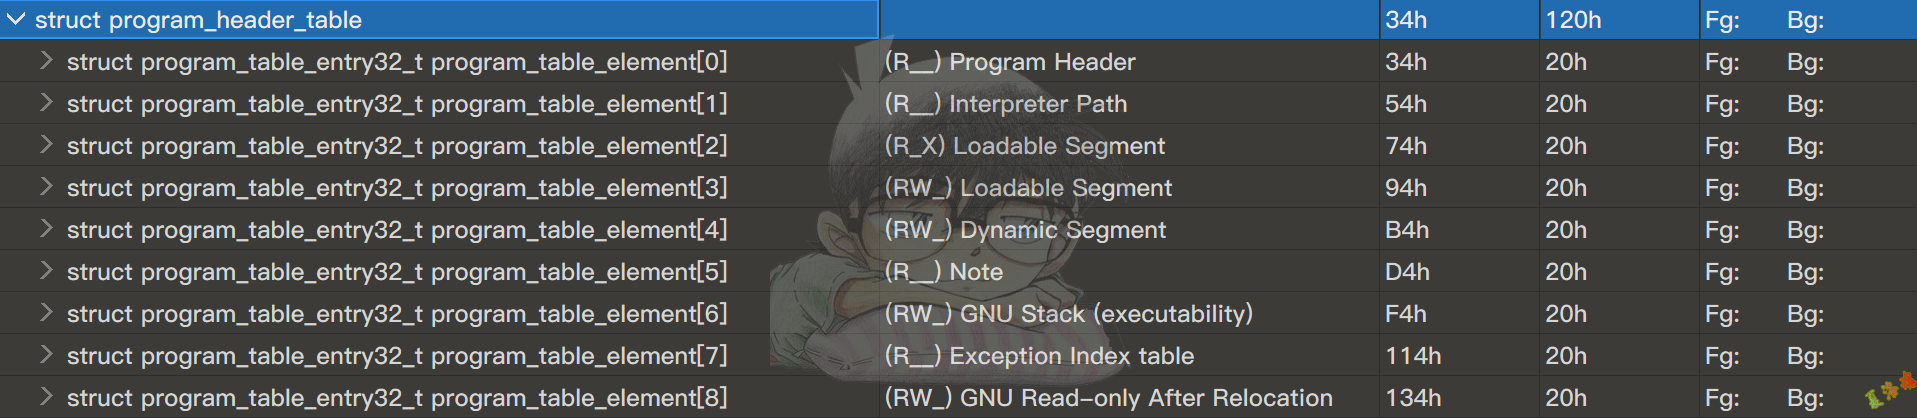 struct program_header_table 34h 120h Fg: Bg:
struct program_table_entry32_t program_table_element[0] (R__) Program Header 34h 20h Fg: Bg:
struct program_table_entry32_t program_table_element[1] (R__) Interpreter Path 54h 20h Fg: Bg:
struct program_table_entry32_t program_table_element[2] (R_X) Loadable Segment 74h 20h Fg: Bg:
struct program_table_entry32_t program_table_element[3] (RW_) Loadable Segment 94h 20h Fg: Bg:
struct program_table_entry32_t program_table_element[4] (RW_) Dynamic Segment B4h 20h Fg: Bg:
struct program_table_entry32_t program_table_element[5] (R__) Note D4h 20h Fg: Bg:
struct program_table_entry32_t program_table_element[6] (RW_) GNU Stack (executability) F4h 20h Fg: Bg:
struct program_table_entry32_t program_table_element[7] (R__) Exception Index table 114h 20h Fg: Bg:
struct program_table_entry32_t program_table_element[8] (RW_) GNU Read-only After Relocation 134h 20h Fg: Bg: